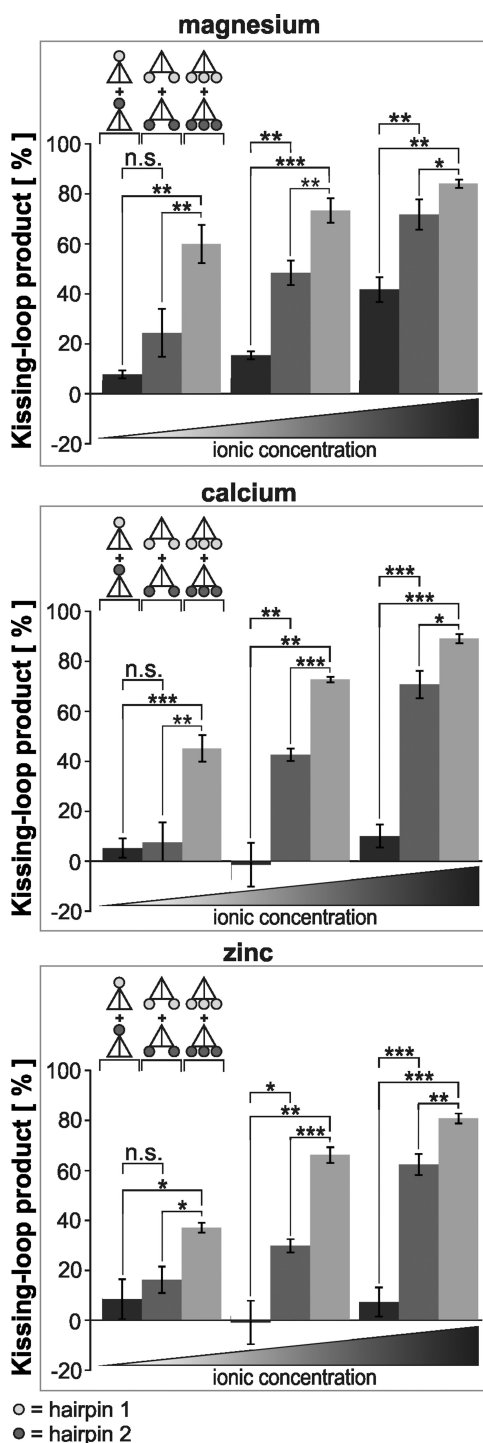 magnesium
Kissing-loop product [ % ]
100
80
60
40
20
0
-20
+ + +
n.s.
**
**
**
***
**
**
**
*
ionic concentration
calcium
Kissing-loop product [ % ]
100
80
60
40
20
0
-20
+ + +
n.s.
***
**
**
**
***
***
***
*
ionic concentration
zinc
Kissing-loop product [ % ]
100
80
60
40
20
0
-20
+ + +
n.s.
*
*
*
**
***
***
***
**
ionic concentration
= hairpin 1
= hairpin 2